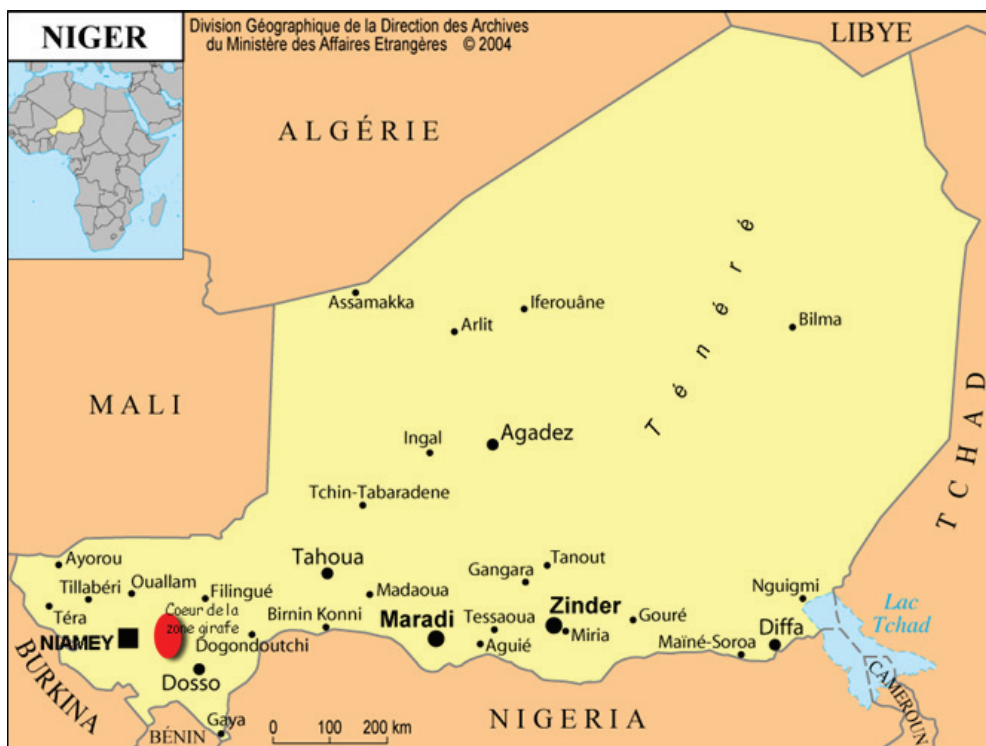 NIGER
Division Géographique de la Direction des Archives
du Ministère des Affaires Etrangères © 2004
LIBYE
ALGÉRIE
Ténéré
Assamakka
Iferouâne
Arlit
Bilma
MALI
TCHAD
Agadez
Ingal
Tchin-Tabaradene
Ayorou
Tahoua
Tanout
Gangara
Tillabéri
Ouallam
Filingué
Madaoua
Nguigmi
Téra
Coeur de la
zone girafe
Birnin Konni
Maradi
Tessaoua
Zinder
Gouré
Lac
Tchad
NIAMEY
Dogondoutchi
Aguié
Miria
Maïné-Soroa
Diffa
BURKINA
Dosso
CAMEROUN
Gaya
BÉNIN
0 100 200 km
NIGERIA